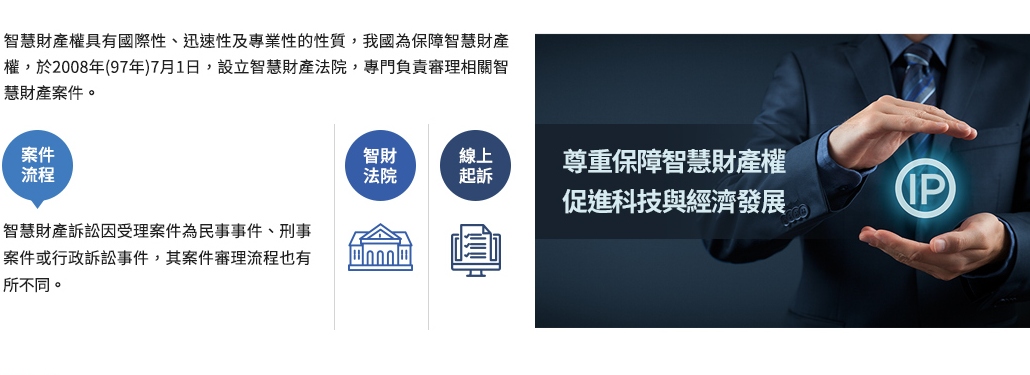 智慧財產權具有國際性、迅速性及專業性的性質，我國為保障智慧財產
權，於2008年(97年)7月1日，設立智慧財產法院，專門負責審理相關智
慧財產案件。
案件
流程
智慧財產訴訟因受理案件為民事事件、刑事
案件或行政訴訟事件，其案件審理流程也有
所不同。
智財
法院
線上
起訴
尊重保障智慧財產權
促進科技與經濟發展
IP